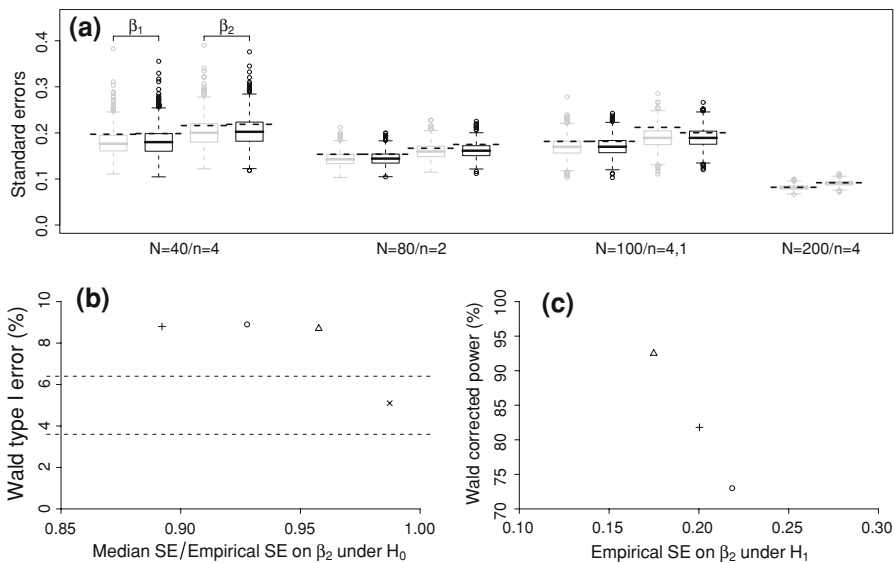 (a)
β1
β2
Standard errors
0.4
0.3
0.2
0.1
0.0
N=40/n=4
N=80/n=2
N=100/n=4,1
N=200/n=4
(b)
Wald type I error (%)
10
8
6
4
2
0
0.85
0.90
0.95
1.00
Median SE/Empirical SE on β2 under H0
(c)
Wald corrected power (%)
100
95
90
85
80
75
70
0.10
0.15
0.20
0.25
0.30
Empirical SE on β2 under H1